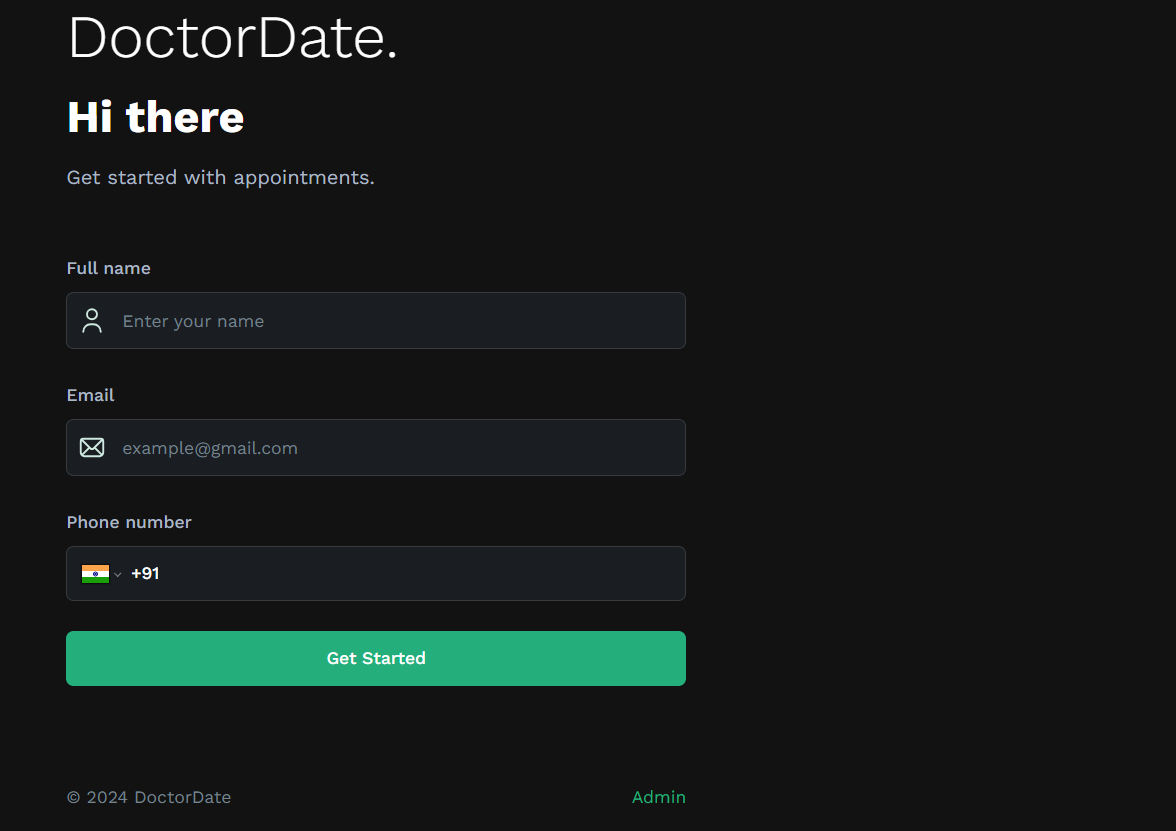 DoctorDate.
Hi there
Get started with appointments.
Full name
Enter your name
Email
example@gmail.com
Phone number
+91
Get Started
© 2024 DoctorDate
Admin